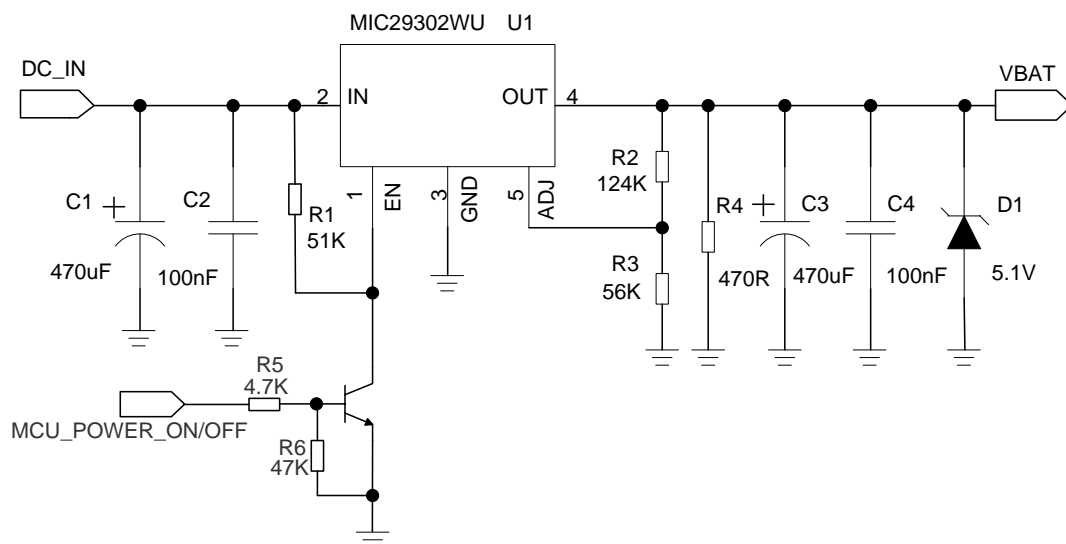 MIC29302WU U1
DC_IN
VBAT
2
IN
OUT
4
1
EN
3
GND
5
ADJ
C1
+
470uF
C2
100nF
R1
51K
R2
124K
R3
56K
R4
470R
+
C3
470uF
C4
100nF
D1
5.1V
R5
4.7K
MCU_POWER_ON/OFF
R6
47K